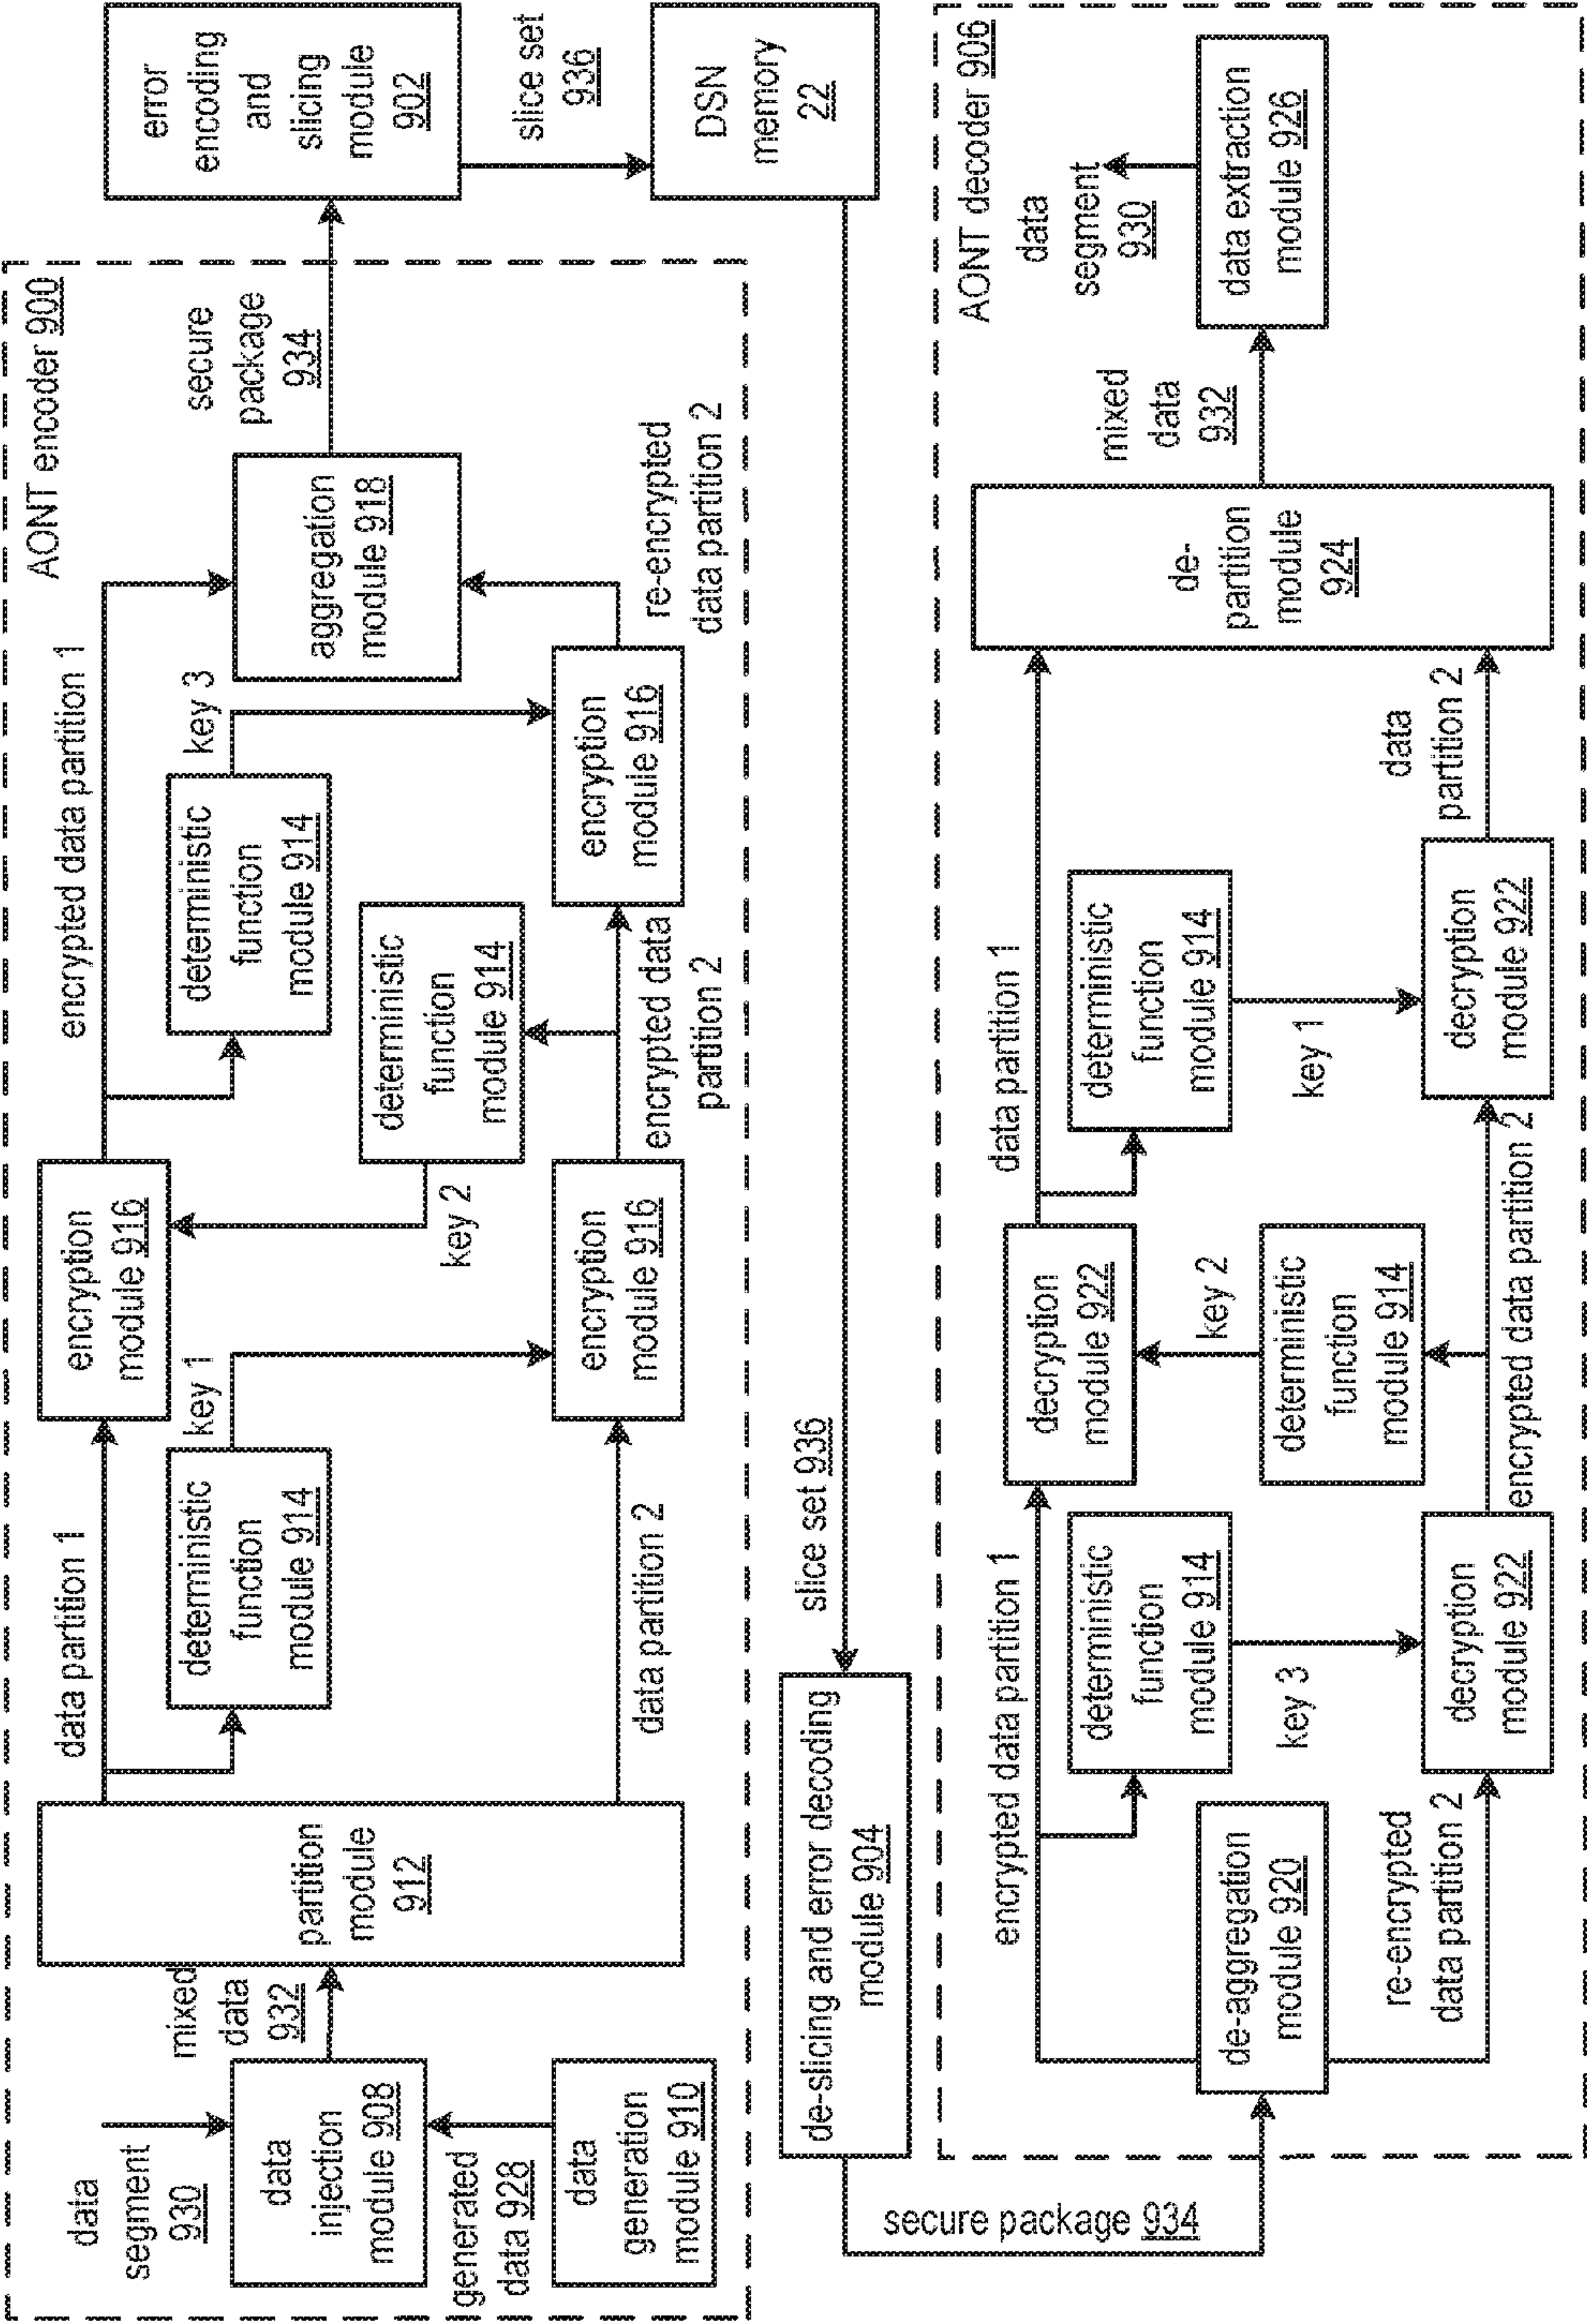 AONT encoder 900
data
segment
930
data
injection
module 908
generated
data 928
data
generation
module 910
mixed
data
932
partition
module
912
data partition 1
deterministic
function
module 914
key 1
data partition 2
encryption
module 916
encryption
module 916
key 2
encrypted data partition 1
deterministic
function
module 914
key 3
deterministic
function
module 914
encrypted data
partition 2
encryption
module 916
re-encrypted
data partition 2
aggregation
module 918
secure
package
934
error
encoding
and
slicing
module
902
slice set
936
DSN
memory
22
slice set 936
de-slicing and error decoding
module 904
secure package 934
AONT decoder 906
de-aggregation
module 920
encrypted data partition 1
re-encrypted
data partition 2
deterministic
function
module 914
key 3
decryption
module 922
decryption
module 922
key 2
deterministic
function
module 914
encrypted data partition 2
data partition 1
deterministic
function
module 914
key 1
decryption
module 922
data
partition 2
de-
partition
module
924
mixed
data
932
data extraction
module 926
data
segment
930